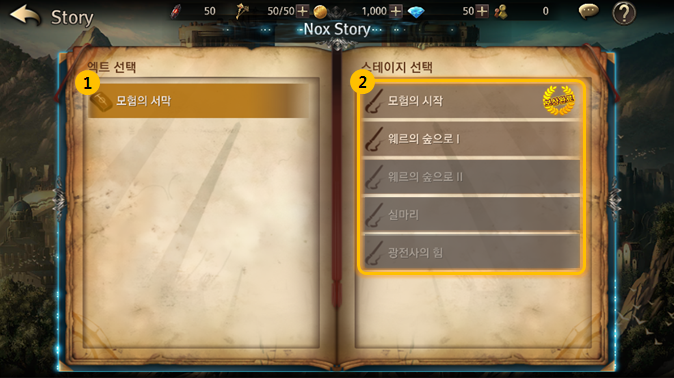 Story
50
50/50
1,000
50
0
?
Nox Story
1
액트 선택
모험의 서막
2
스테이지 선택
모험의 시작
웨르의 숲으로 I
웨르의 숲으로 II
실마리
광전사의 힘